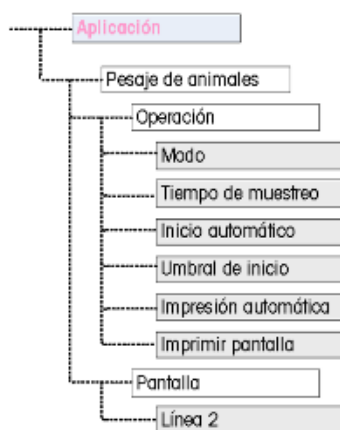 Aplicación
Pesaje de animales
Operación
Modo
Tiempo de muestreo
Inicio automático
Umbral de inicio
Impresión automática
Imprimir pantalla
Pantalla
Línea 2